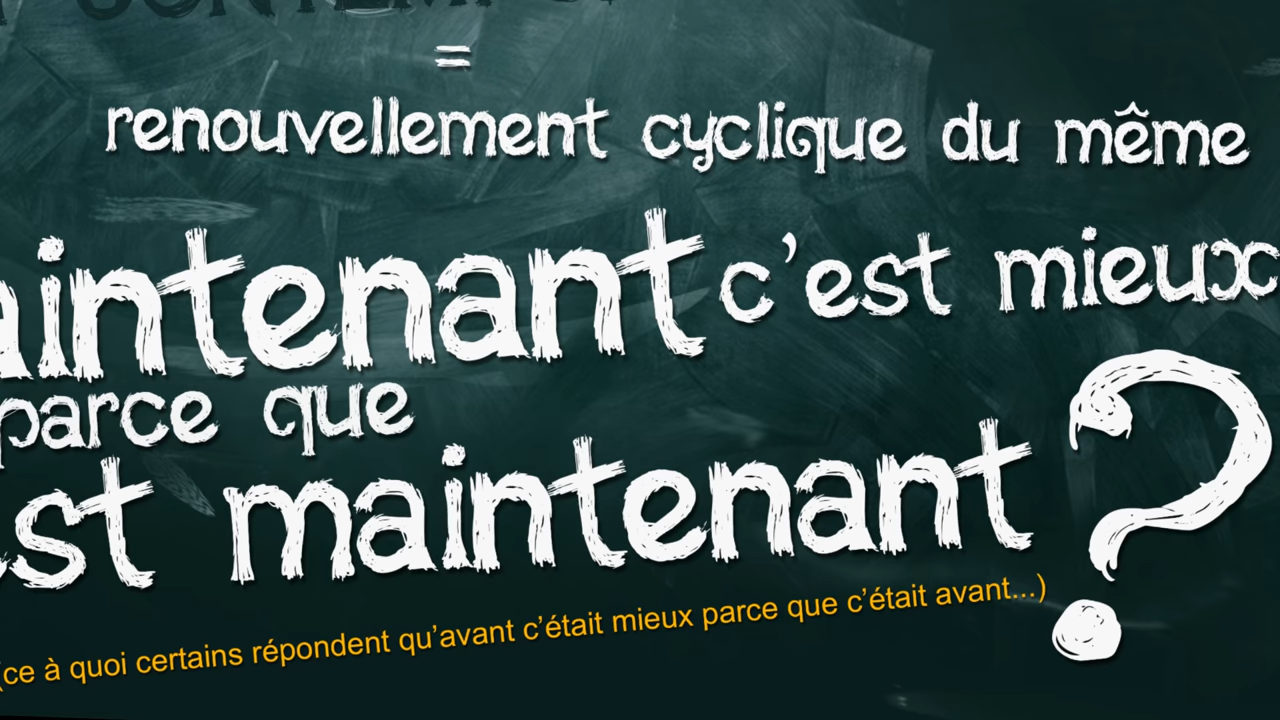 =
renouvellement cyclique du même
aintenant c'est mieux
parce que
est maintenant ?
(ce à quoi certains répondent qu'avant c'était mieux parce que c'était avant...)